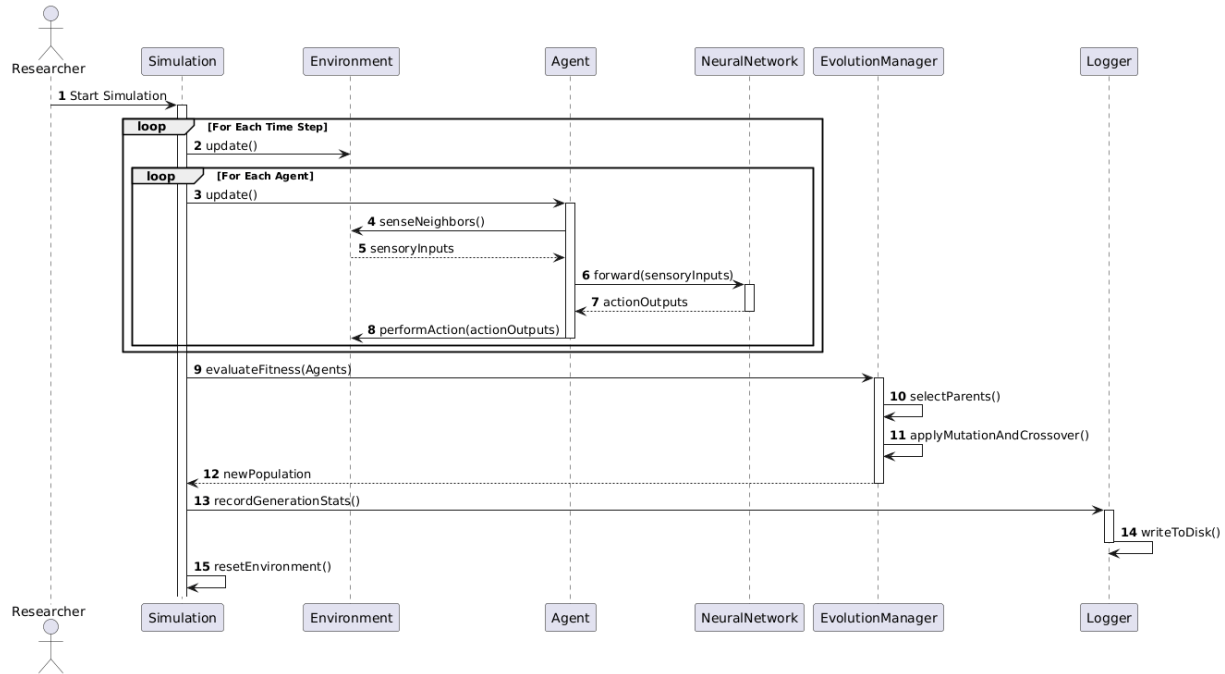 Researcher
Simulation
Environment
Agent
NeuralNetwork
EvolutionManager
Logger
1 Start Simulation
loop [For Each Time Step]
2 update()
loop [For Each Agent]
3 update()
4 senseNeighbors()
5 sensoryInputs
6 forward(sensoryInputs)
7 actionOutputs
8 performAction(actionOutputs)
9 evaluateFitness(Agents)
10 selectParents()
11 applyMutationAndCrossover()
12 newPopulation
13 recordGenerationStats()
14 writeToDisk()
15 resetEnvironment()
Researcher
Simulation
Environment
Agent
NeuralNetwork
EvolutionManager
Logger